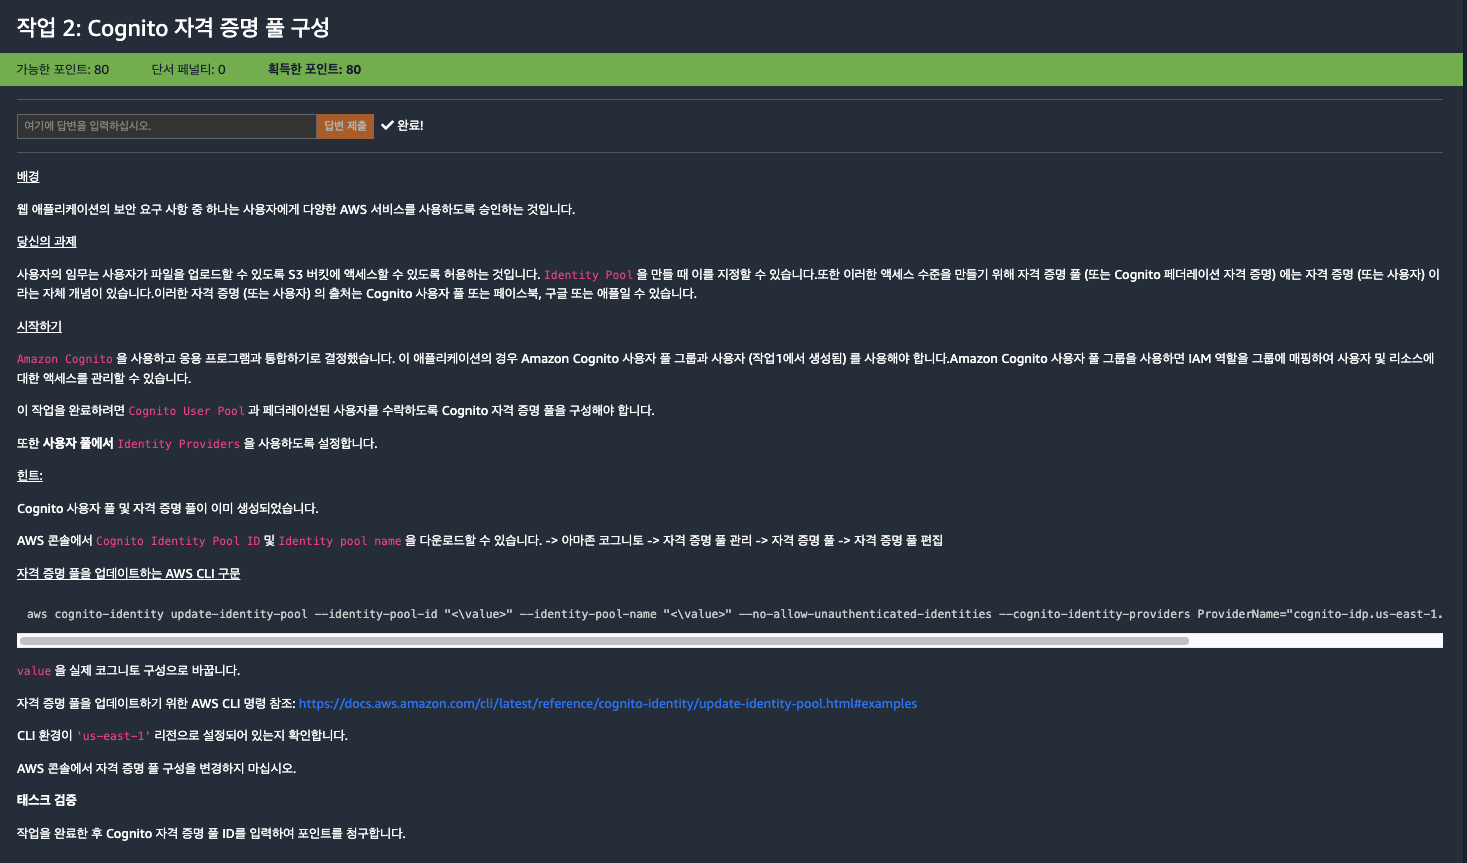 작업 2: Cognito 자격 증명 풀 구성
가능한 포인트: 80 단서 페널티: 0 획득한 포인트: 80
여기에 답변을 입력하십시오. 답변 제출 ✔ 완료!
배경
웹 애플리케이션의 보안 요구 사항 중 하나는 사용자에게 다양한 AWS 서비스를 사용하도록 승인하는 것입니다.
당신의 과제
사용자의 임무는 사용자가 파일을 업로드할 수 있도록 S3 버킷에 액세스할 수 있도록 허용하는 것입니다. Identity Pool 을 만들 때 이를 지정할 수 있습니다.또한 이러한 액세스 수준을 만들기 위해 자격 증명 풀 (또는 Cognito 페더레이션 자격 증명) 에는 자격 증명 (또는 사용자) 이
라는 자체 개념이 있습니다.이러한 자격 증명 (또는 사용자) 의 출처는 Cognito 사용자 풀 또는 페이스북, 구글 또는 애플일 수 있습니다.
시작하기
Amazon Cognito 을 사용하고 응용 프로그램과 통합하기로 결정했습니다. 이 애플리케이션의 경우 Amazon Cognito 사용자 풀 그룹과 사용자 (작업1에서 생성됨) 를 사용해야 합니다.Amazon Cognito 사용자 풀 그룹을 사용하면 IAM 역할을 그룹에 매핑하여 사용자 및 리소스에
대한 액세스를 관리할 수 있습니다.
이 작업을 완료하려면 Cognito User Pool 과 페더레이션된 사용자를 수락하도록 Cognito 자격 증명 풀을 구성해야 합니다.
또한 사용자 풀에서 Identity Providers 을 사용하도록 설정합니다.
힌트:
Cognito 사용자 풀 및 자격 증명 풀이 이미 생성되었습니다.
AWS 콘솔에서 Cognito Identity Pool ID 및 Identity pool name 을 다운로드할 수 있습니다. -> 아마존 코그니토 -> 자격 증명 풀 관리 -> 자격 증명 풀 -> 자격 증명 풀 편집
자격 증명 풀을 업데이트하는 AWS CLI 구문
aws cognito-identity update-identity-pool --identity-pool-id "<\value>" --identity-pool-name "<\value>" --no-allow-unauthenticated-identities --cognito-identity-providers ProviderName="cognito-idp.us-east-1.
value 을 실제 코그니토 구성으로 바꿉니다.
자격 증명 풀을 업데이트하기 위한 AWS CLI 명령 참조: https://docs.aws.amazon.com/cli/latest/reference/cognito-identity/update-identity-pool.html#examples
CLI 환경이 'us-east-1' 리전으로 설정되어 있는지 확인합니다.
AWS 콘솔에서 자격 증명 풀 구성을 변경하지 마십시오.
태스크 검증
작업을 완료한 후 Cognito 자격 증명 풀 ID를 입력하여 포인트를 청구합니다.